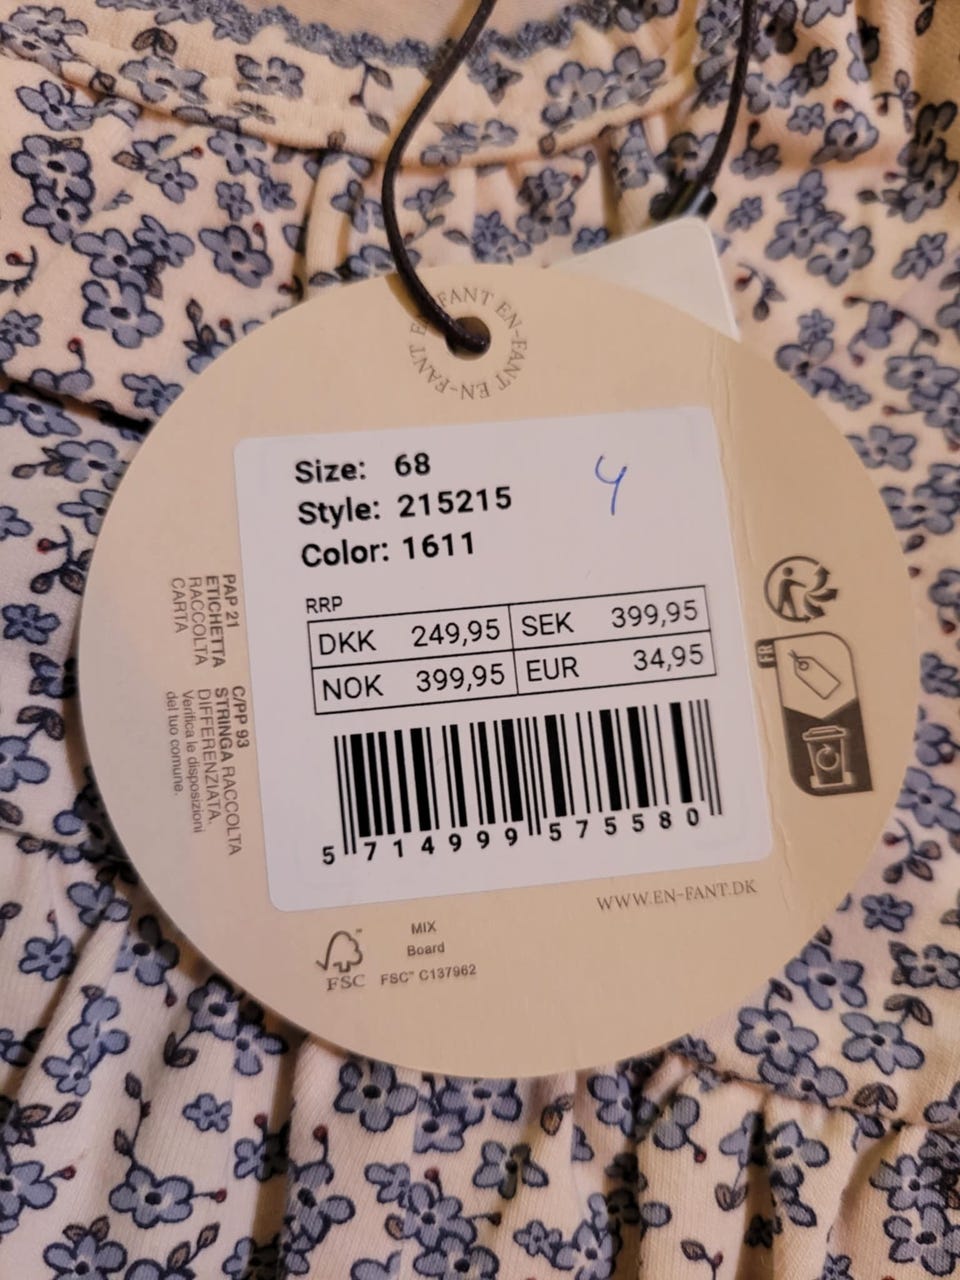 EN-FANT EN-FANT EN-FANT
Size: 68
Style: 215215
Color: 1611
y
RRP
DKK 249,95 SEK 399,95
NOK 399,95 EUR 34,95
5 714999 575580
PAP 21
ETICHETTA
RACCOLTA
CARTA
C/PP 93
STRINGA RACCOLTA
DIFFERENZIATA.
Verifica le disposizioni
del tuo comune.
FR
WWW.EN-FANT.DK
FSC
MIX
Board
FSC™ C137962